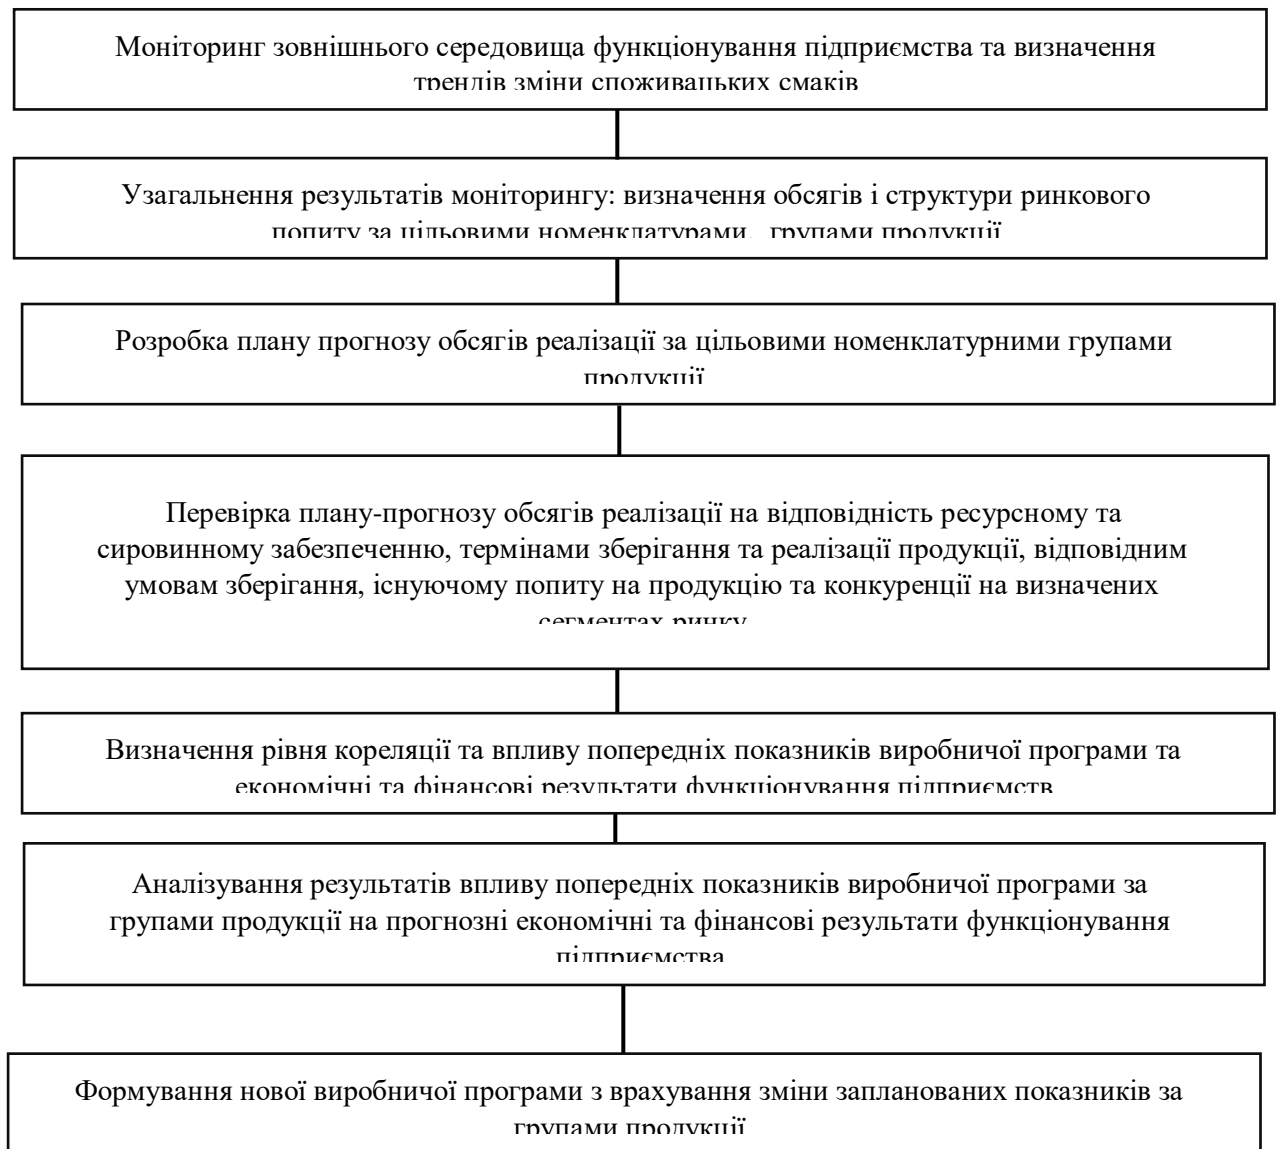 Моніторинг зовнішнього середовища функціонування підприємства та визначення
трендів зміни споживацьких смаків
Узагальнення результатів моніторингу: визначення обсягів і структури ринкового
попиту за цільовими номенклатурами, групами продукції
Розробка плану прогнозу обсягів реалізації за цільовими номенклатурними групами
продукції
Перевірка плану-прогнозу обсягів реалізації на відповідність ресурсному та
сировинному забезпеченню, термінами зберігання та реалізації продукції, відповідним
умовам зберігання, існуючому попиту на продукцію та конкуренції на визначених
сегментах ринку
Визначення рівня кореляції та впливу попередніх показників виробничої програми та
економічні та фінансові результати функціонування підприємств
Аналізування результатів впливу попередніх показників виробничої програми за
групами продукції на прогнозні економічні та фінансові результати функціонування
підприємства
Формування нової виробничої програми з врахування зміни запланованих показників за
групами продукції